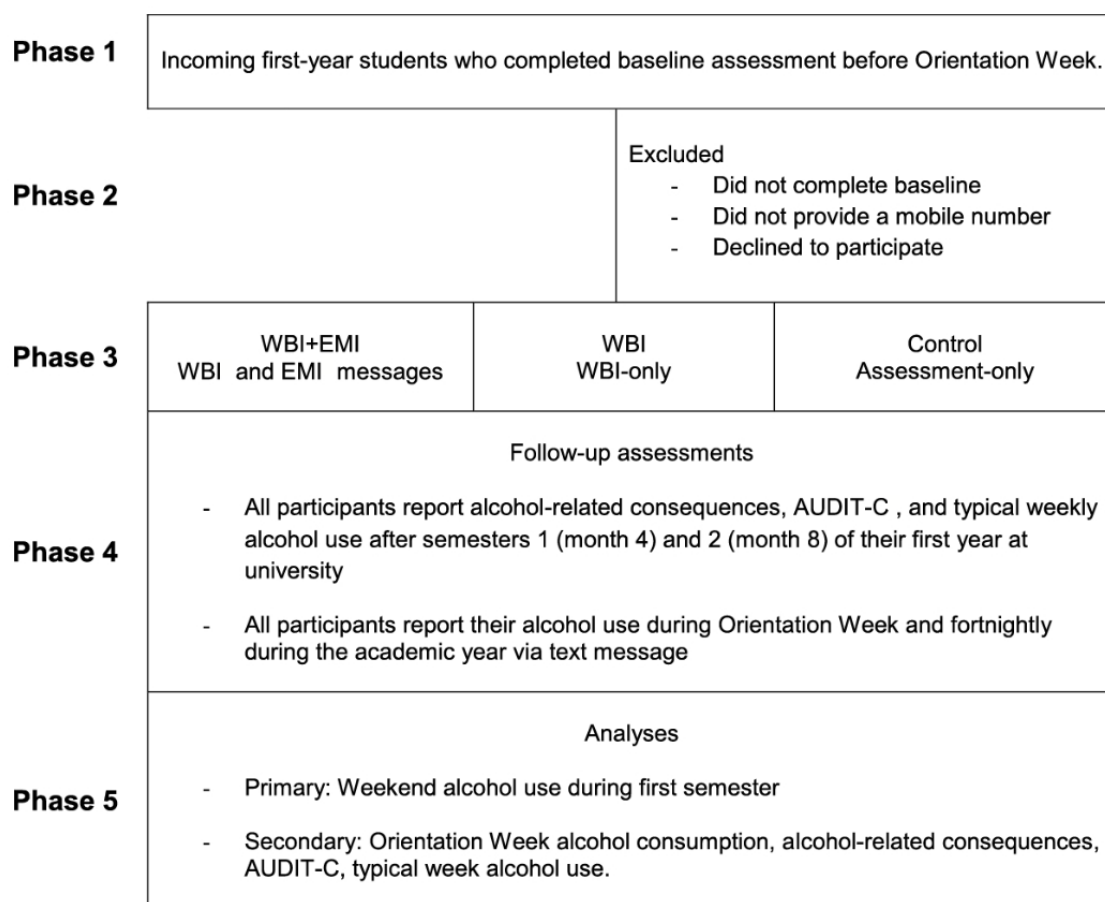 Phase 1
Incoming first-year students who completed baseline assessment before Orientation Week.
Phase 2
Excluded
- Did not complete baseline
- Did not provide a mobile number
- Declined to participate
Phase 3
WBI+EMI
WBI and EMI messages
WBI
WBI-only
Control
Assessment-only
Phase 4
Follow-up assessments
- All participants report alcohol-related consequences, AUDIT-C , and typical weekly
alcohol use after semesters 1 (month 4) and 2 (month 8) of their first year at
university
- All participants report their alcohol use during Orientation Week and fortnightly
during the academic year via text message
Phase 5
Analyses
- Primary: Weekend alcohol use during first semester
- Secondary: Orientation Week alcohol consumption, alcohol-related consequences,
AUDIT-C, typical week alcohol use.